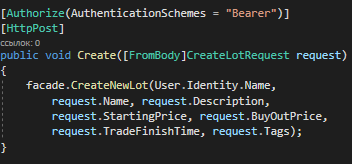 [Authorize(AuthenticationSchemes = "Bearer")]
[HttpPost]
ссылок: 0
public void Create([FromBody]CreateLotRequest request)
{
    facade.CreateNewLot(User.Identity.Name,
        request.Name, request.Description,
        request.StartingPrice, request.BuyOutPrice,
        request.TradeFinishTime, request.Tags);
}